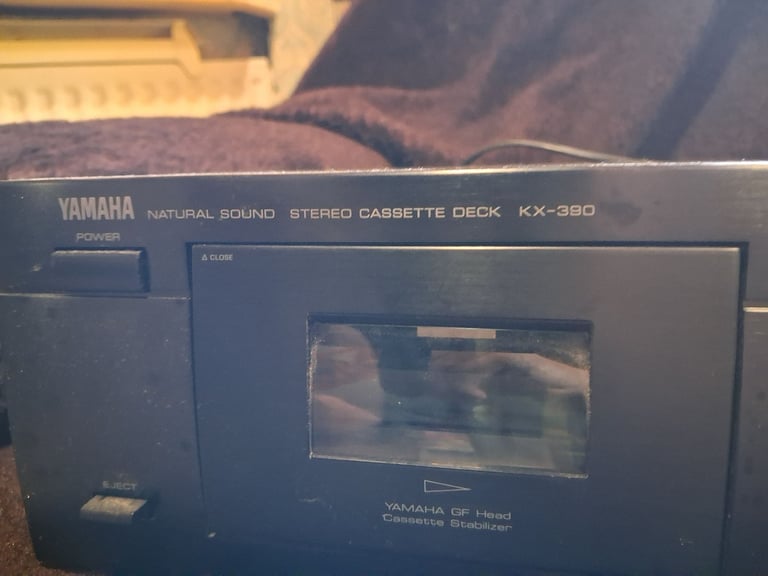 YAMAHA NATURAL SOUND STEREO CASSETTE DECK KX-390
POWER
△ CLOSE
EJECT
YAMAHA GF Head
Cassette Stabilizer